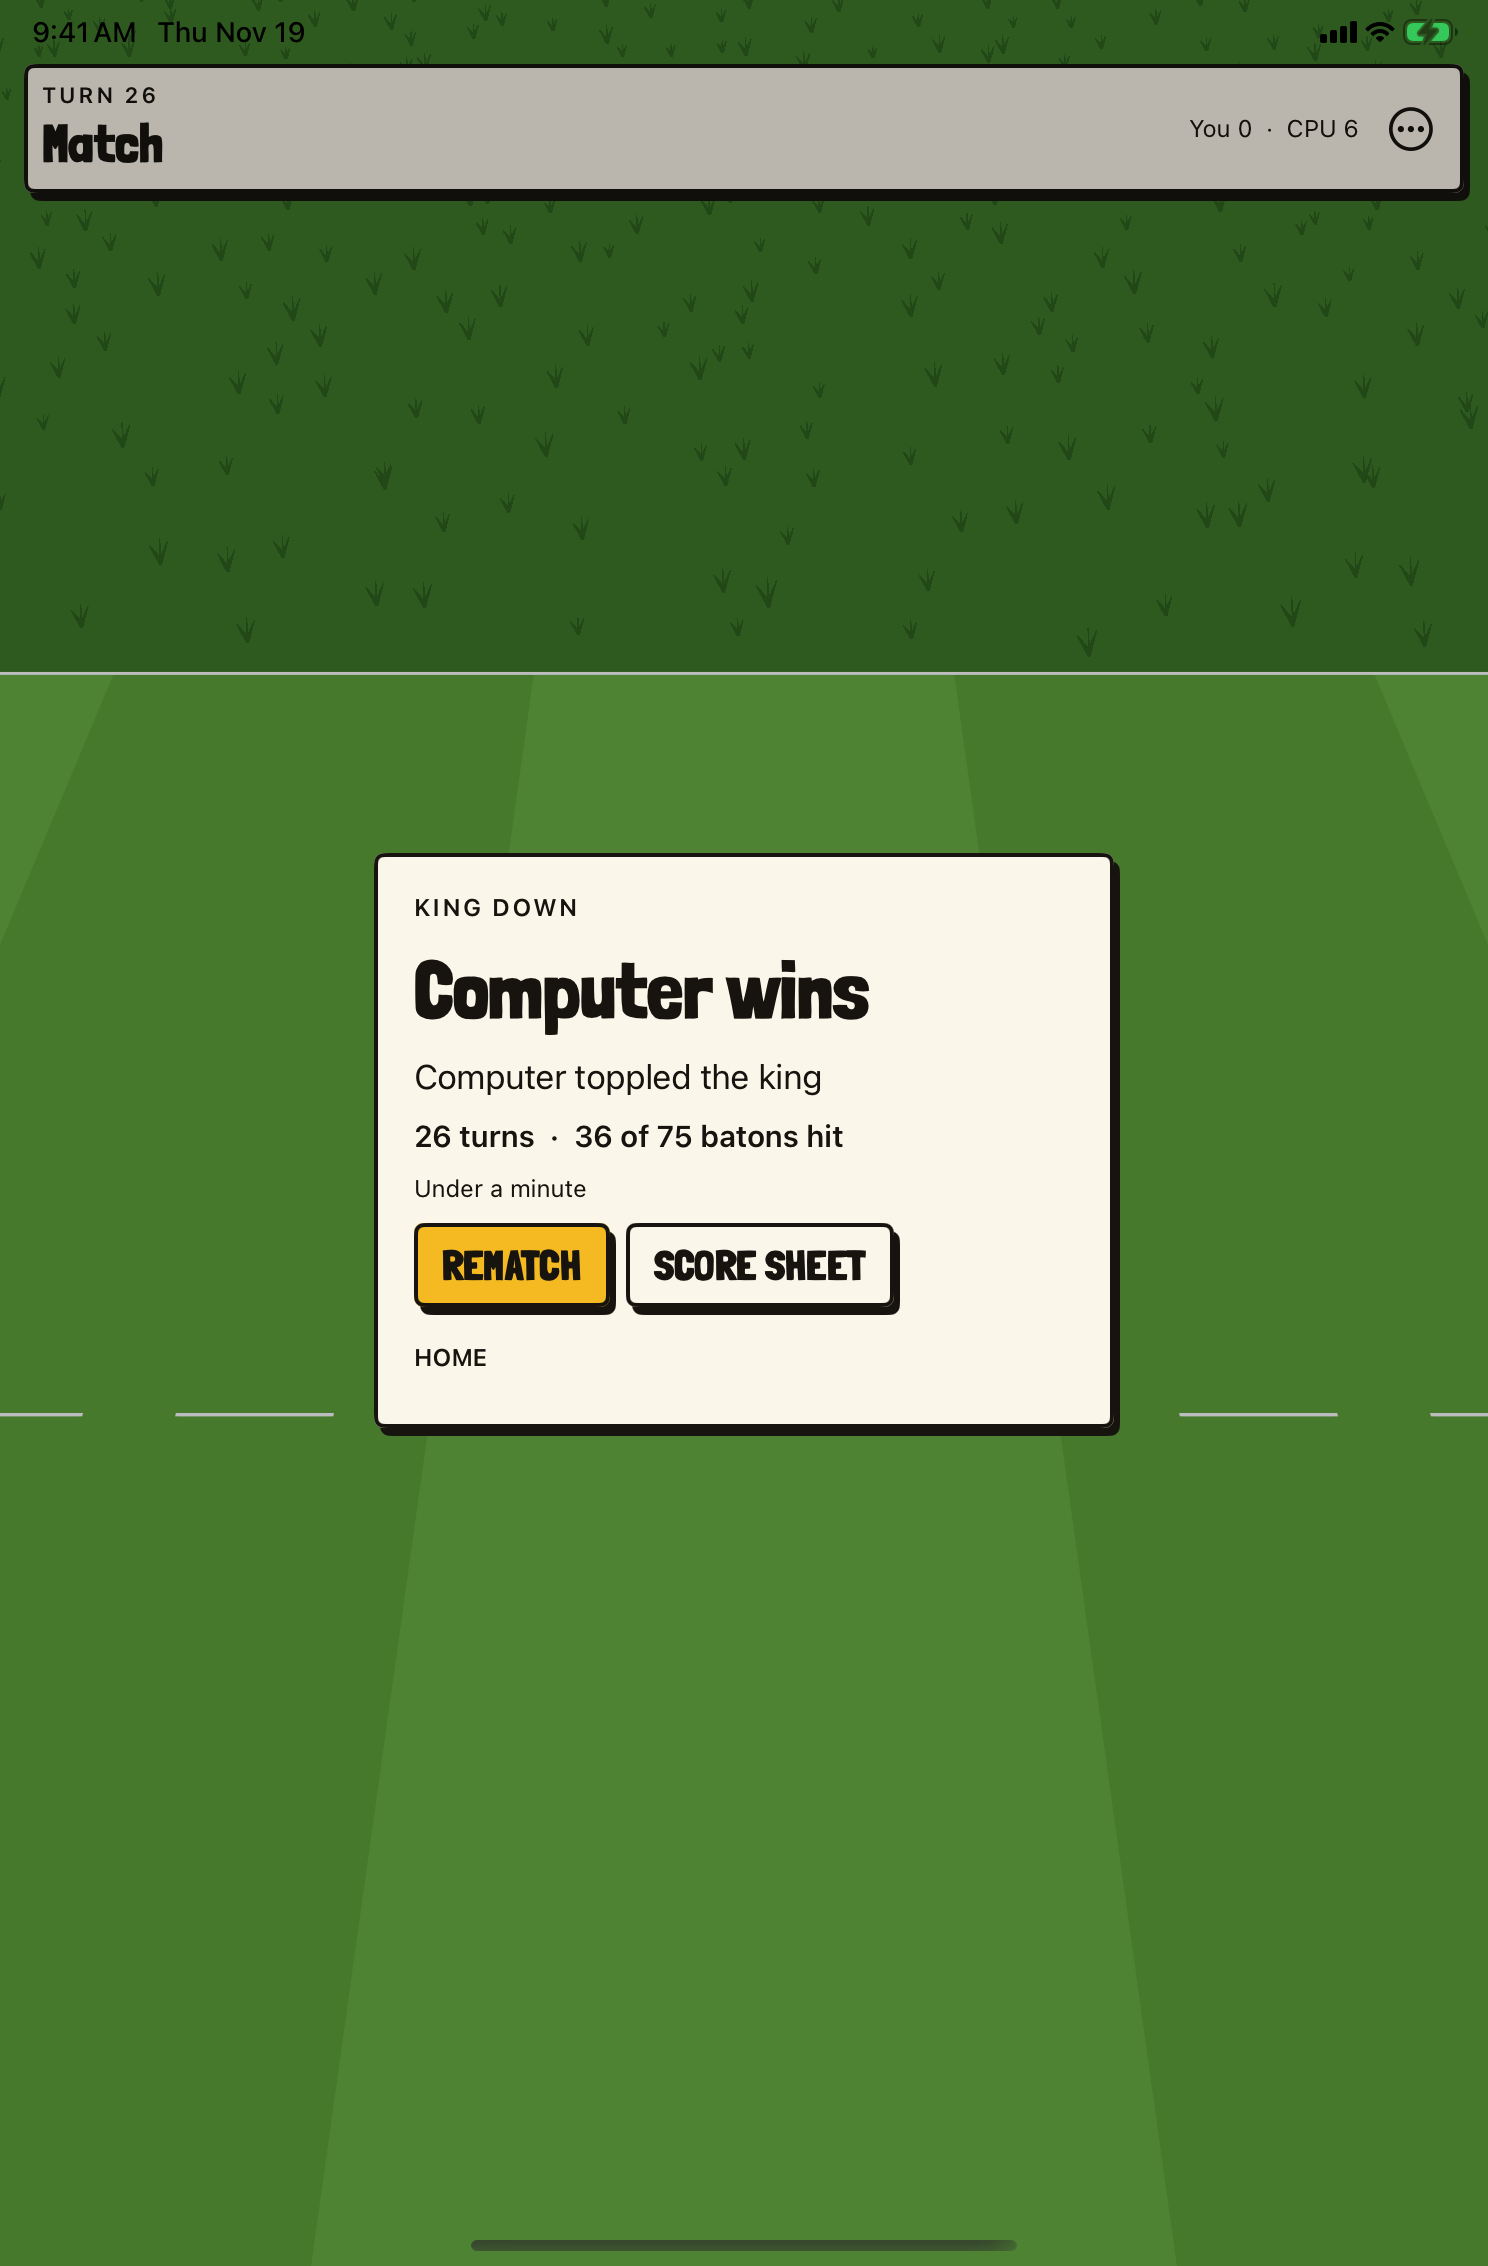 9:41 AM Thu Nov 19
TURN 26
Match
You 0 · CPU 6
KING DOWN
Computer wins
Computer toppled the king
26 turns · 36 of 75 batons hit
Under a minute
REMATCH SCORE SHEET
HOME